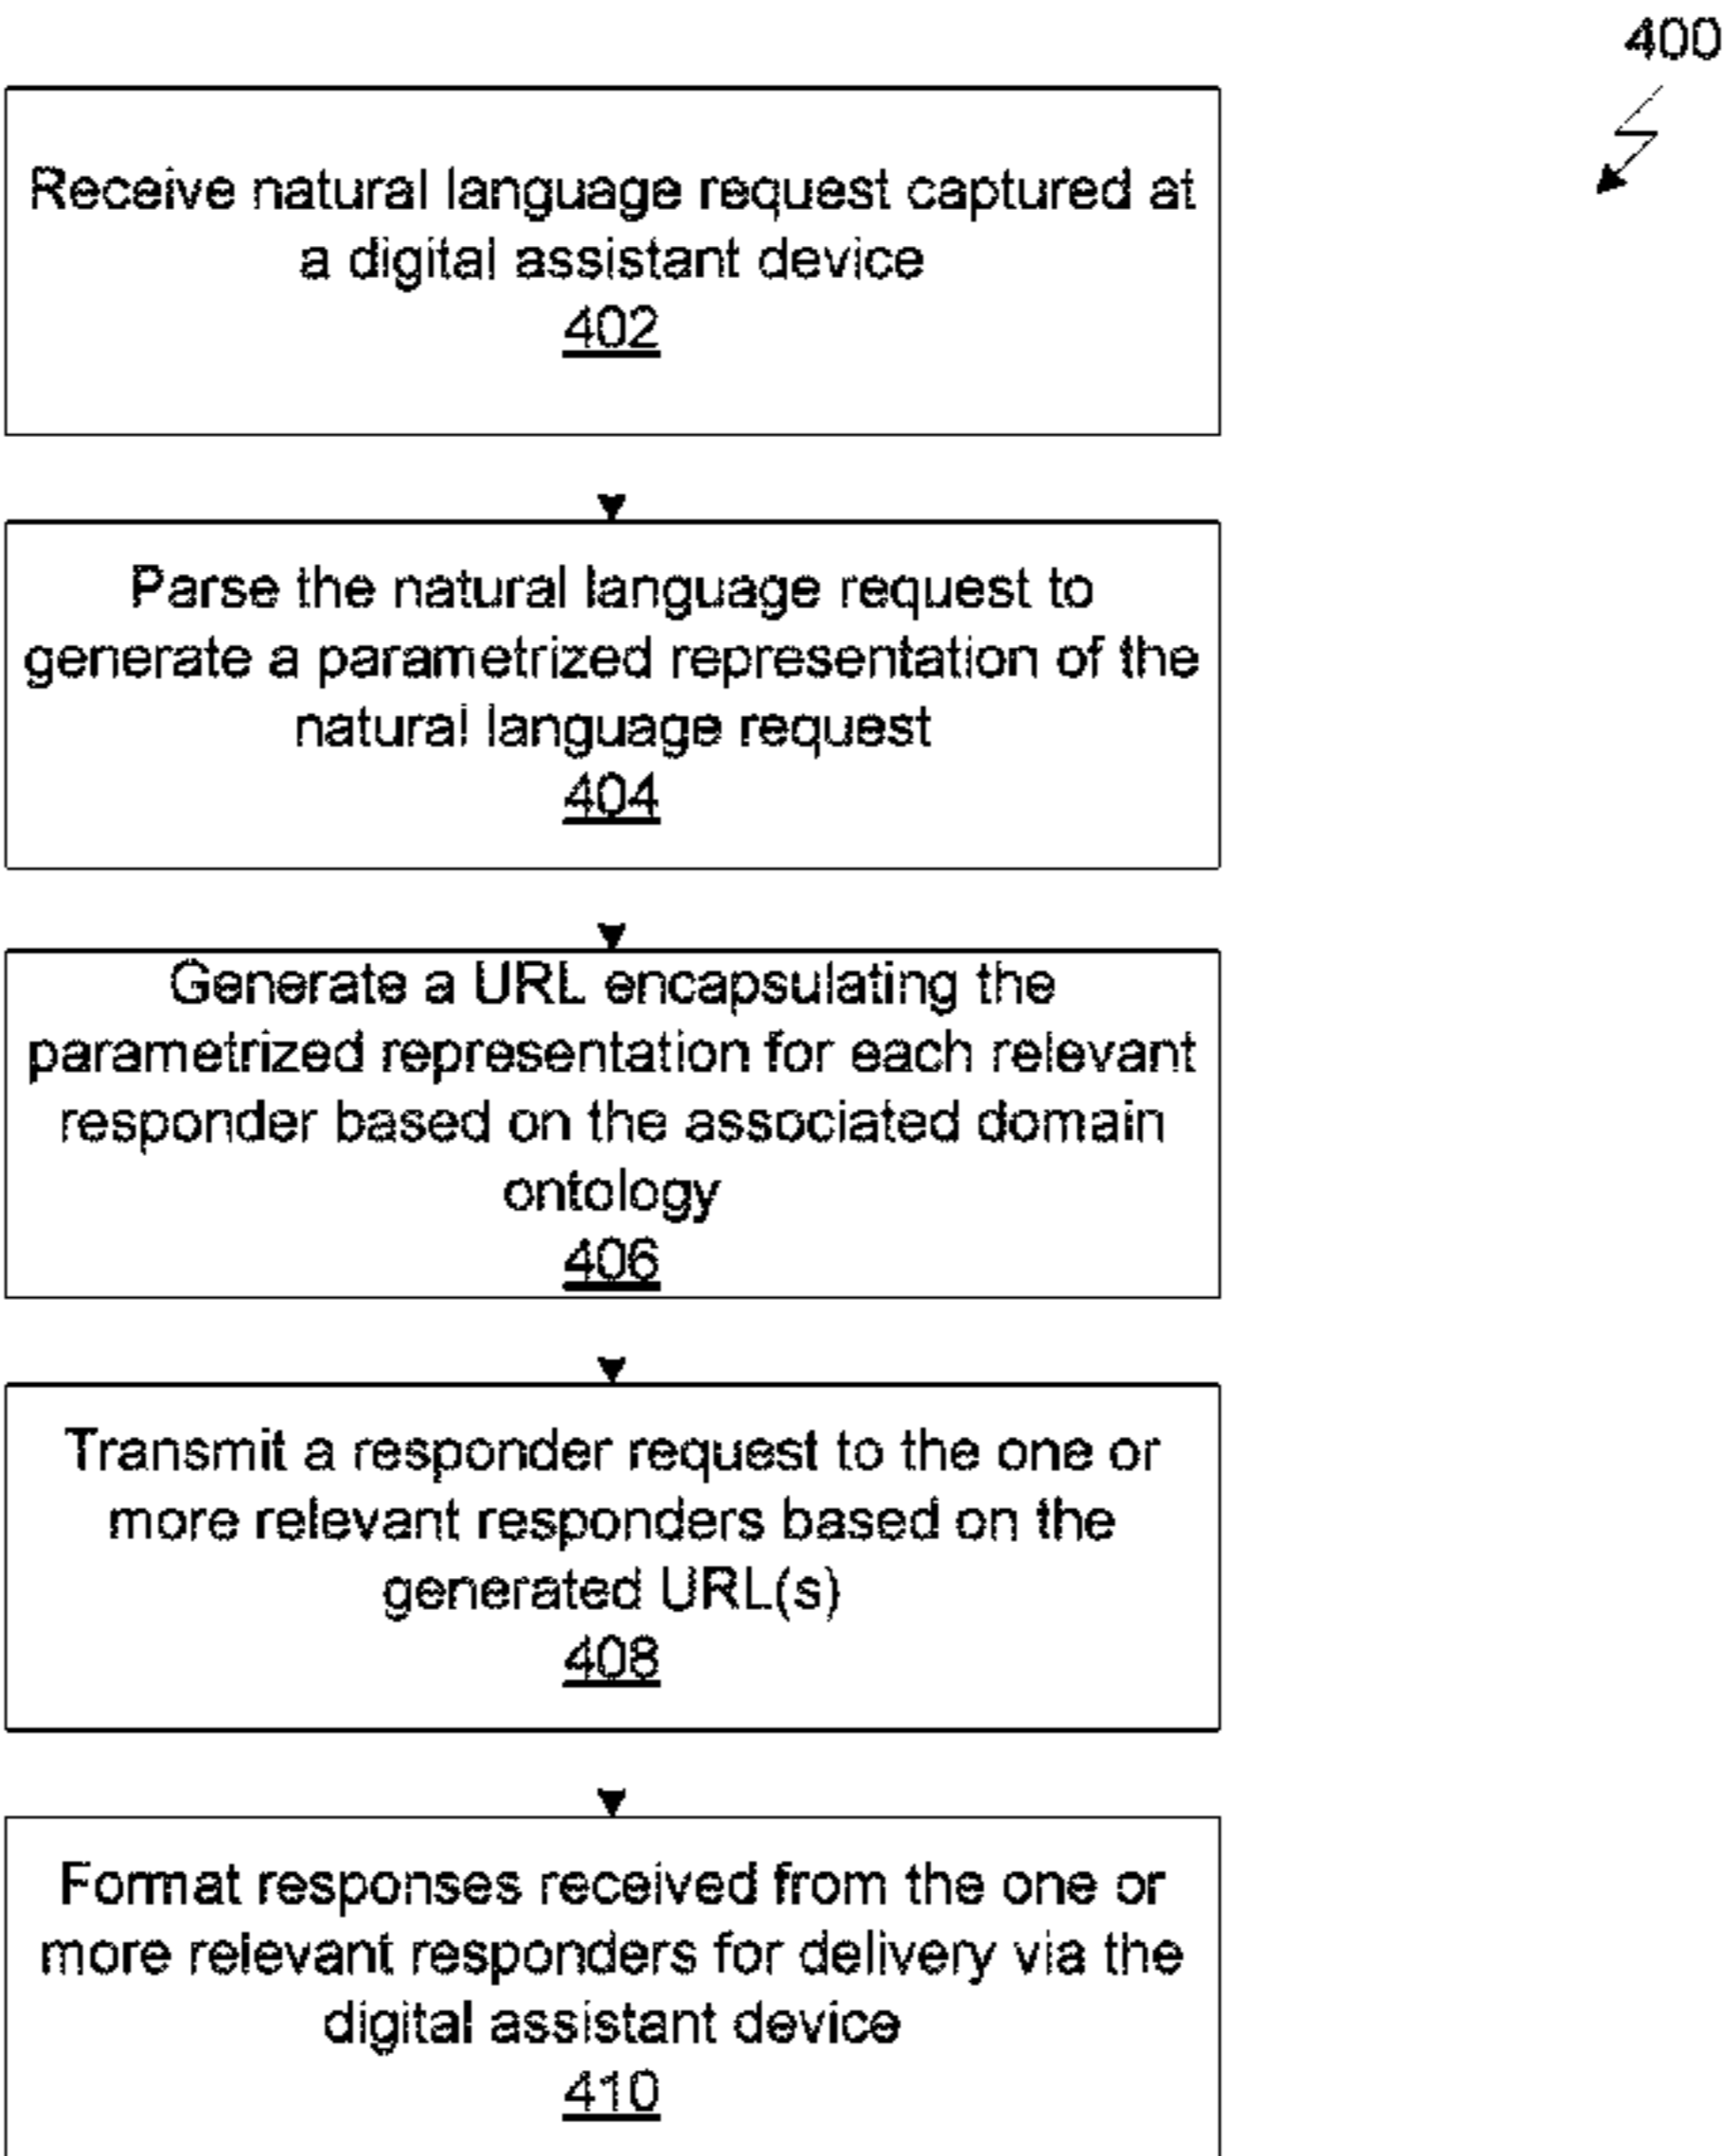 400
Receive natural language request captured at
a digital assistant device
402
Parse the natural language request to
generate a parametrized representation of the
natural language request
404
Generate a URL encapsulating the
parametrized representation for each relevant
responder based on the associated domain
ontology
406
Transmit a responder request to the one or
more relevant responders based on the
generated URL(s)
408
Format responses received from the one or
more relevant responders for delivery via the
digital assistant device
410